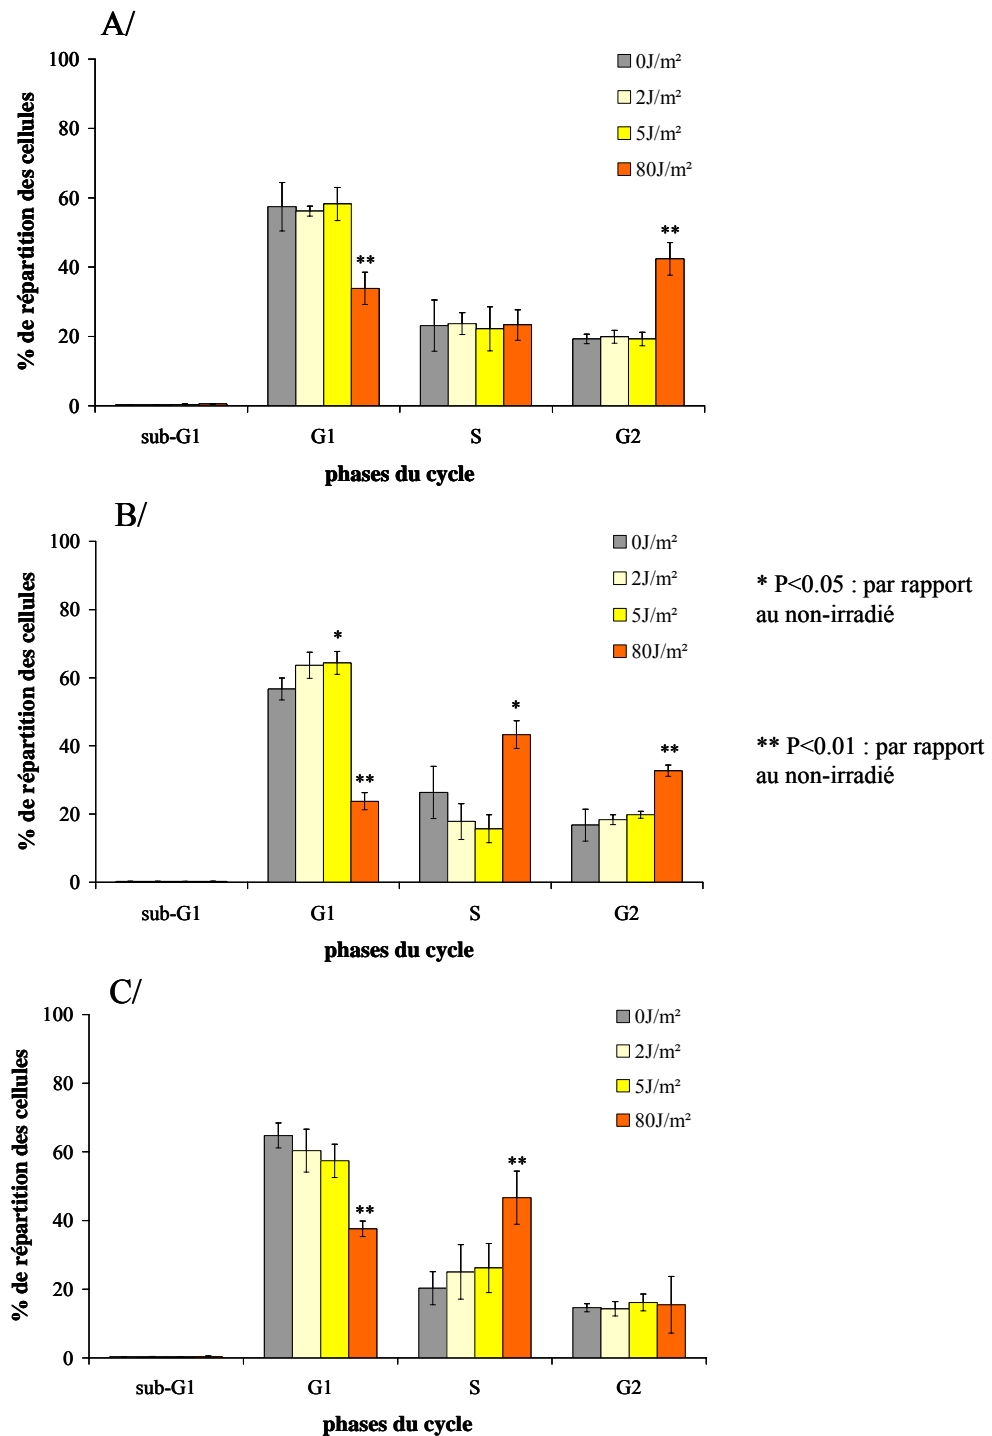 A/
% de répartition des cellules
100
80
60
40
20
0
0J/m²
2J/m²
5J/m²
80J/m²
**
**
sub-G1 G1 S G2
phases du cycle
B/
% de répartition des cellules
100
80
60
40
20
0
0J/m²
2J/m²
5J/m²
80J/m²
*
**
*
**
sub-G1 G1 S G2
phases du cycle
* P<0.05 : par rapport
au non-irradié
** P<0.01 : par rapport
au non-irradié
C/
% de répartition des cellules
100
80
60
40
20
0
0J/m²
2J/m²
5J/m²
80J/m²
**
**
sub-G1 G1 S G2
phases du cycle